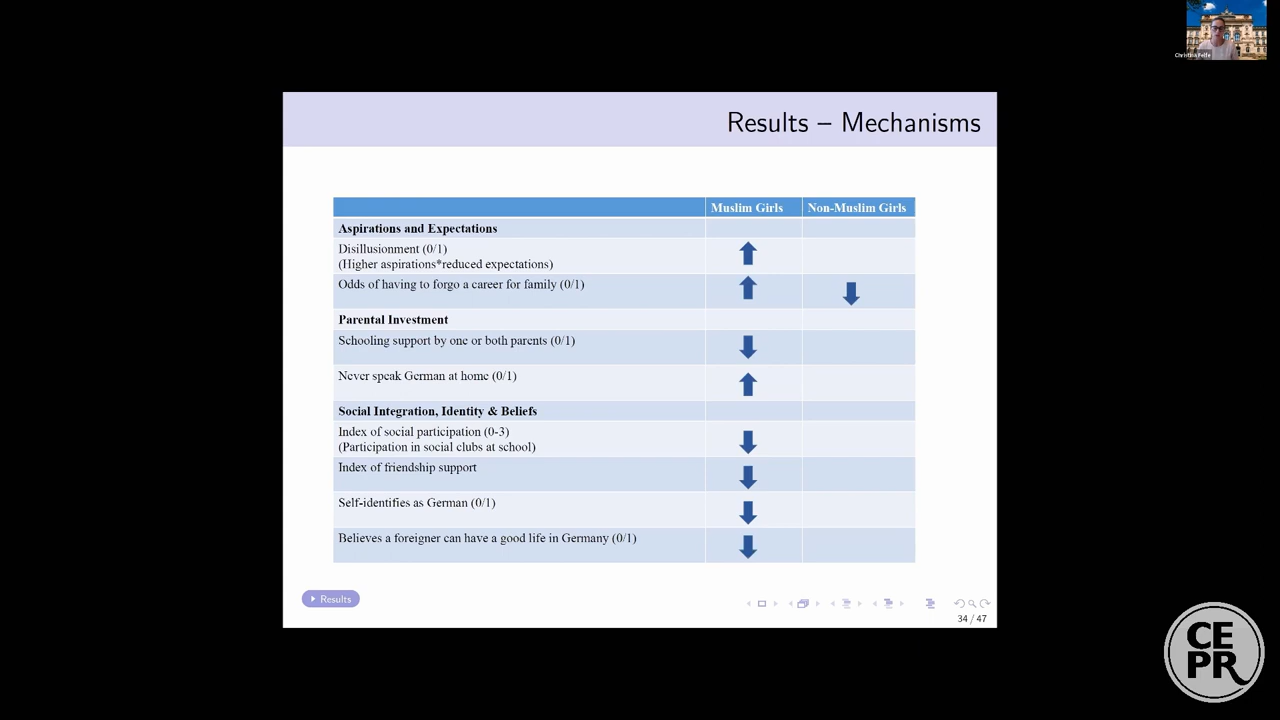 Christina Felfe
Results – Mechanisms
Muslim Girls
Non-Muslim Girls
Aspirations and Expectations
Disillusionment (0/1)
(Higher aspirations*reduced expectations)
Odds of having to forgo a career for family (0/1)
Parental Investment
Schooling support by one or both parents (0/1)
Never speak German at home (0/1)
Social Integration, Identity & Beliefs
Index of social participation (0-3)
(Participation in social clubs at school)
Index of friendship support
Self-identifies as German (0/1)
Believes a foreigner can have a good life in Germany (0/1)
Results
34 / 47
CE
PR